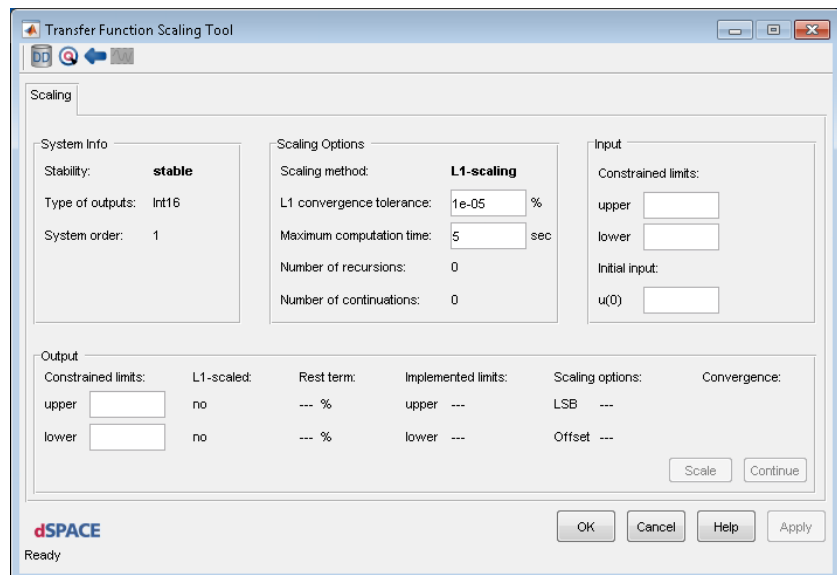 Transfer Function Scaling Tool
DD
Scaling
System Info
Stability: stable
Type of outputs: Int16
System order: 1
Scaling Options
Scaling method: L1-scaling
L1 convergence tolerance: 1e-05 %
Maximum computation time: 5 sec
Number of recursions: 0
Number of continuations: 0
Input
Constrained limits:
upper
lower
Initial input:
u(0)
Output
Constrained limits: L1-scaled: Rest term: Implemented limits: Scaling options: Convergence:
upper no --- % upper --- LSB ---
lower no --- % lower --- Offset ---
Scale Continue
dSPACE
OK Cancel Help Apply
Ready